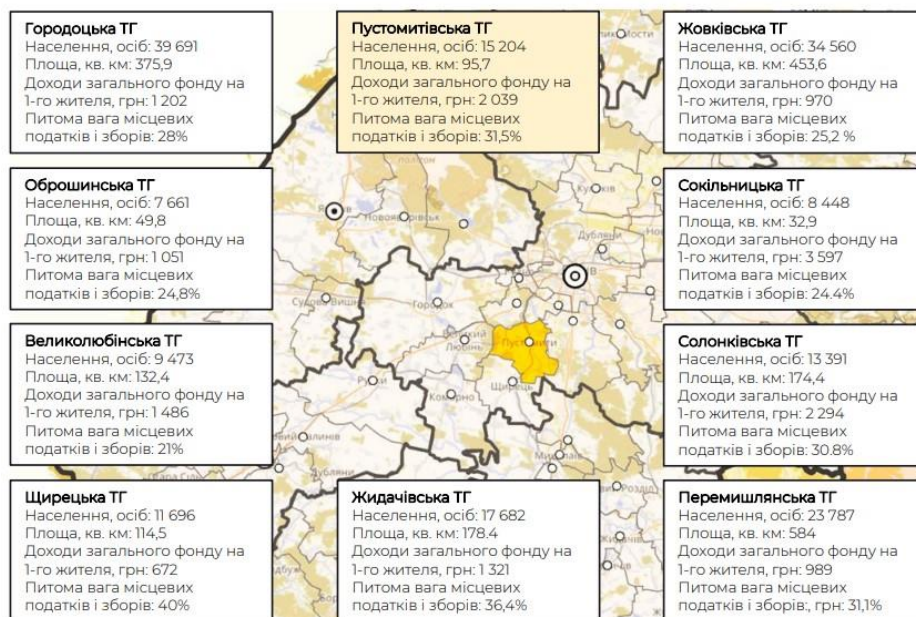 Городоцька ТГ
Населення, осіб: 39 691
Площа, кв. км: 375,9
Доходи загального фонду на
1-го жителя, грн: 1 202
Питома вага місцевих
податків і зборів: 28%
Пустомитівська ТГ
Населення, осіб: 15 204
Площа, кв. км: 95,7
Доходи загального фонду на
1-го жителя, грн: 2 039
Питома вага місцевих
податків і зборів: 31,5%
Жовківська ТГ
Населення, осіб: 34 560
Площа, кв. км: 453,6
Доходи загального фонду на
1-го жителя, грн: 970
Питома вага місцевих
податків і зборів: 25,2 %
Оброшинська ТГ
Населення, осіб: 7 661
Площа, кв. км: 49,8
Доходи загального фонду на
1-го жителя, грн: 1 051
Питома вага місцевих
податків і зборів: 24,8%
Сокільницька ТГ
Населення, осіб: 8 448
Площа, кв. км: 32,9
Доходи загального фонду на
1-го жителя, грн: 3 597
Питома вага місцевих
податків і зборів: 24.4%
Великолюбінська ТГ
Населення, осіб: 9 473
Площа, кв. км: 132,4
Доходи загального фонду на
1-го жителя, грн: 1 486
Питома вага місцевих
податків і зборів: 21%
Солонківська ТГ
Населення, осіб: 13 391
Площа, кв. км: 174,4
Доходи загального фонду на
1-го жителя, грн: 2 294
Питома вага місцевих
податків і зборів: 30.8%
Щирецька ТГ
Населення, осіб: 11 696
Площа, кв. км: 114,5
Доходи загального фонду на
1-го жителя, грн: 672
Питома вага місцевих
податків і зборів: 40%
Жидачівська ТГ
Населення, осіб: 17 682
Площа, кв. км: 178.4
Доходи загального фонду на
1-го жителя, грн: 1 321
Питома вага місцевих
податків і зборів: 36,4%
Перемишлянська ТГ
Населення, осіб: 23 787
Площа, кв. км: 584
Доходи загального фонду на
1-го жителя, грн: 989
Питома вага місцевих
податків і зборів:, грн: 31,1%
Дубляни
Судова Вишня
Городок
Великий
Любінь
Пустомити
Щирець
Рудки
Комарно
Дубляни